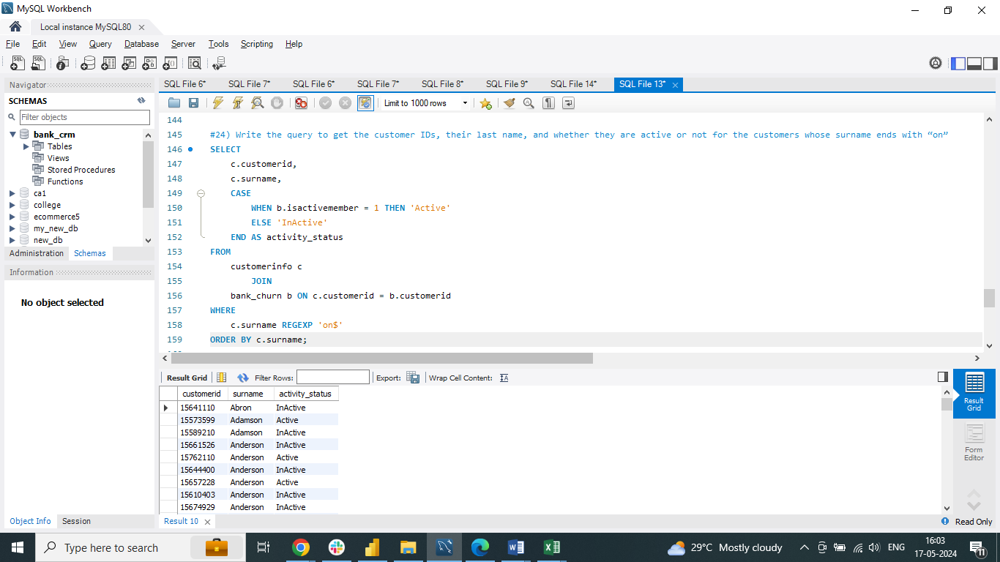 MySQL Workbench
Local instance MySQL80
File Edit View Query Database Server Tools Scripting Help
Navigator
SCHEMAS
Filter objects
bank_crm
Tables
Views
Stored Procedures
Functions
ca1
college
ecommerce5
my_new_db
new_db
Administration Schemas
Information
No object selected
Object Info Session
SQL File 6* SQL File 7* SQL File 6* SQL File 7* SQL File 8* SQL File 9* SQL File 14* SQL File 13*
Limit to 1000 rows
144
145 #24) Write the query to get the customer IDs, their last name, and whether they are active or not for the customers whose surname ends with “on”
146 SELECT
147 c.customerid,
148 c.surname,
149 CASE
150 WHEN b.isactivemember = 1 THEN 'Active'
151 ELSE 'InActive'
152 END AS activity_status
153 FROM
154 customerinfo c
155 JOIN
156 bank_churn b ON c.customerid = b.customerid
157 WHERE
158 c.surname REGEXP 'on$'
159 ORDER BY c.surname;
Result Grid Filter Rows: Export: Wrap Cell Content:
customerid surname activity_status
15641110 Abron InActive
15573599 Adamson Active
15589210 Adamson InActive
15661526 Anderson InActive
15762110 Anderson Active
15644400 Anderson InActive
15657228 Anderson Active
15610403 Anderson InActive
15674929 Anderson InActive
Result
Grid
Form
Editor
Result 10
Read Only
Type here to search
29°C Mostly cloudy
ENG
16:03
17-05-2024
11